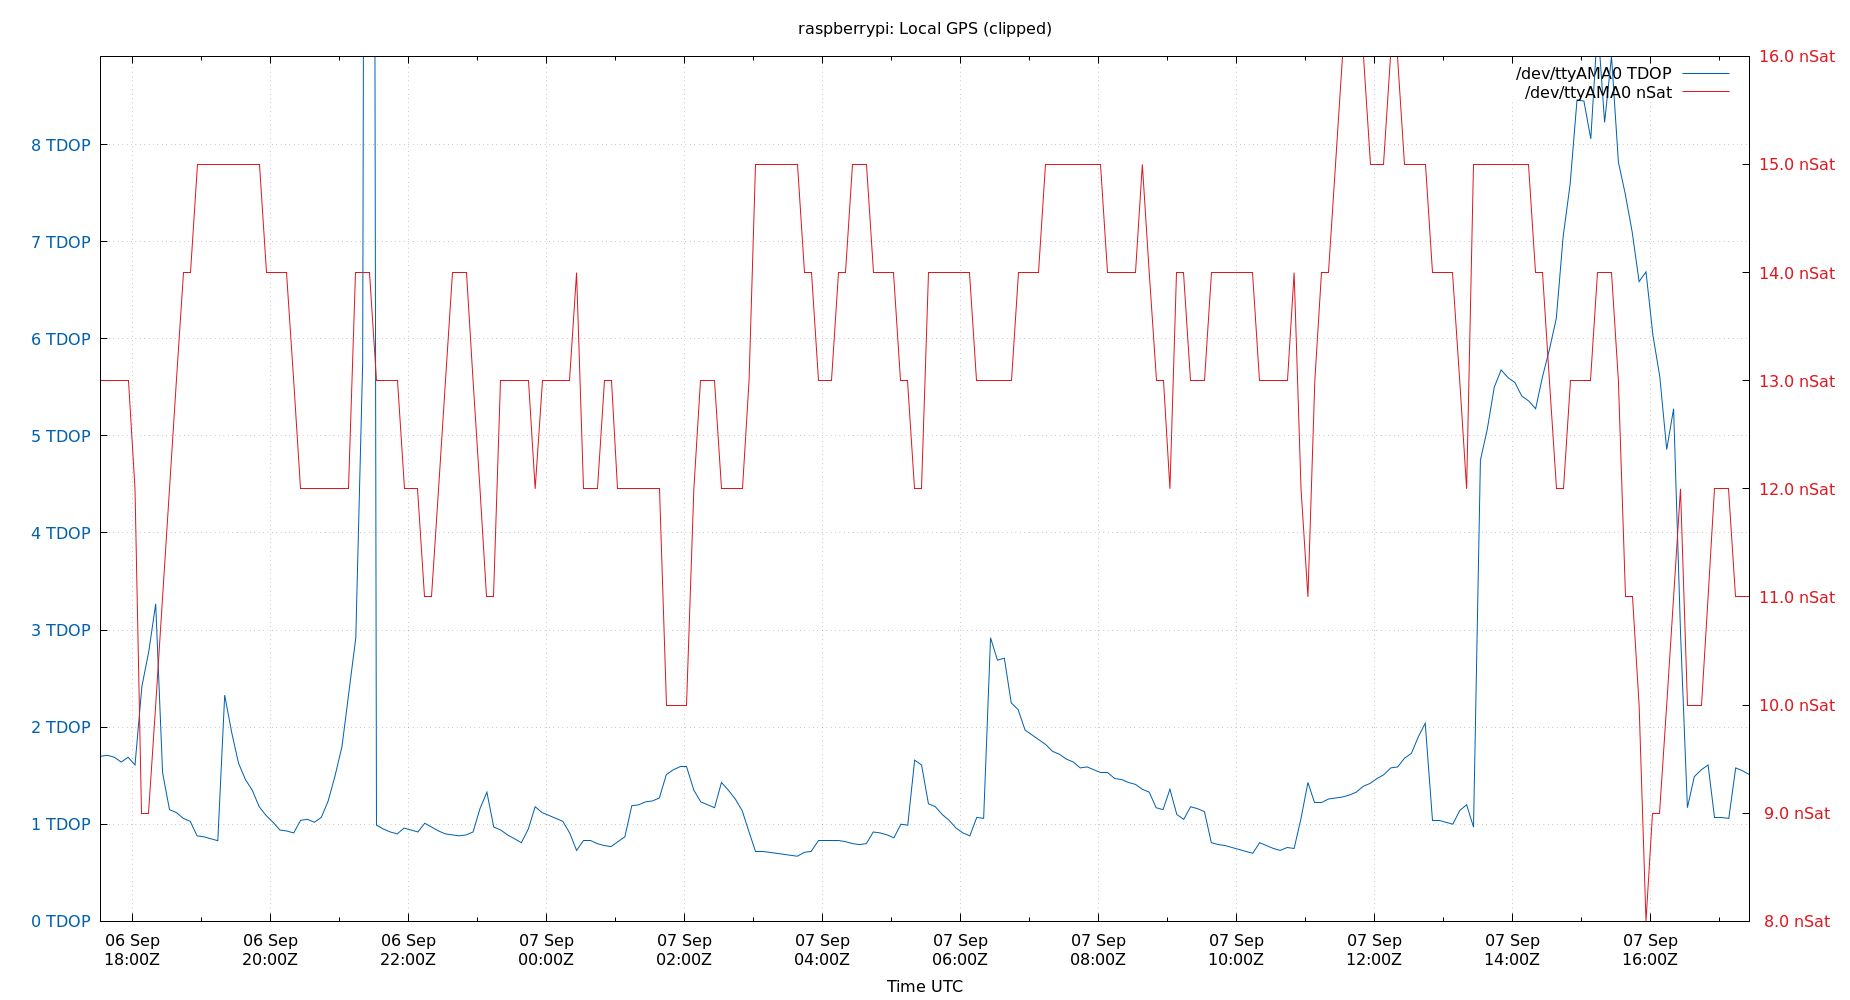 raspberrypi: Local GPS (clipped)
/dev/ttyAMA0 TDOP
/dev/ttyAMA0 nSat
8 TDOP
7 TDOP
6 TDOP
5 TDOP
4 TDOP
3 TDOP
2 TDOP
1 TDOP
0 TDOP
16.0 nSat
15.0 nSat
14.0 nSat
13.0 nSat
12.0 nSat
11.0 nSat
10.0 nSat
9.0 nSat
8.0 nSat
06 Sep 06 Sep 06 Sep 07 Sep 07 Sep 07 Sep 07 Sep 07 Sep 07 Sep 07 Sep 07 Sep 07 Sep
18:00Z 20:00Z 22:00Z 00:00Z 02:00Z 04:00Z 06:00Z 08:00Z 10:00Z 12:00Z 14:00Z 16:00Z
Time UTC